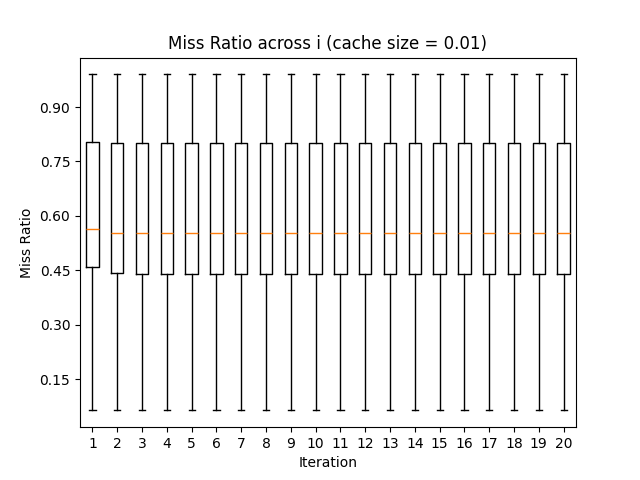 Miss Ratio across i (cache size = 0.01)
0.90
0.75
0.60
0.45
0.30
0.15
Miss Ratio
1 2 3 4 5 6 7 8 9 10 11 12 13 14 15 16 17 18 19 20
Iteration